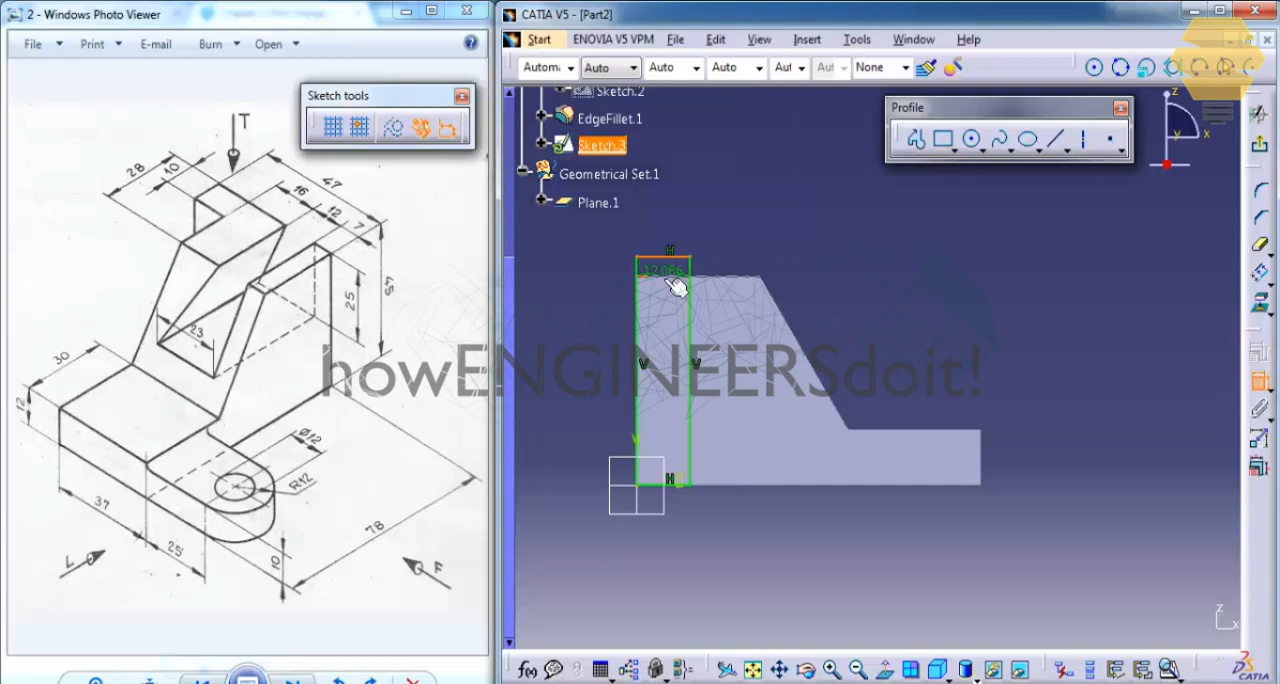 2 - Windows Photo Viewer
File Print E-mail Burn Open
Sketch tools
T
28
10
47
16
12
7
45
25
23
30
12
Ø12
R12
37
25
78
10
L
F
CATIA V5 - [Part2]
Start ENOVIA V5 VPM File Edit View Insert Tools Window Help
Auto Auto Auto Aut Aut None
Sketch.2
EdgeFillet.1
Sketch.3
Geometrical Set.1
Plane.1
Profile
z
y x
H
V V
H
howENGINEERSdoit!
z
x
f(x)
CATIA